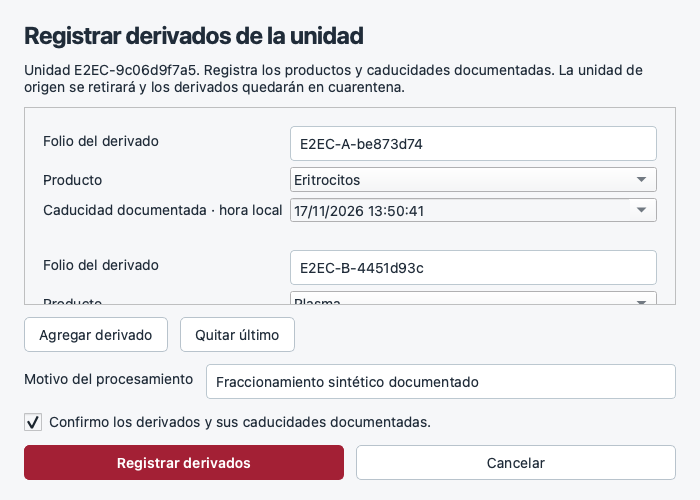 Registrar derivados de la unidad
Unidad E2EC-9c06d9f7a5. Registra los productos y caducidades documentadas. La unidad de
origen se retirará y los derivados quedarán en cuarentena.
Folio del derivado E2EC-A-be873d74
Producto Eritrocitos
Caducidad documentada · hora local 17/11/2026 13:50:41
Folio del derivado E2EC-B-4451d93c
Producto Plasma
Agregar derivado Quitar último
Motivo del procesamiento Fraccionamiento sintético documentado
Confirmo los derivados y sus caducidades documentadas.
Registrar derivados Cancelar